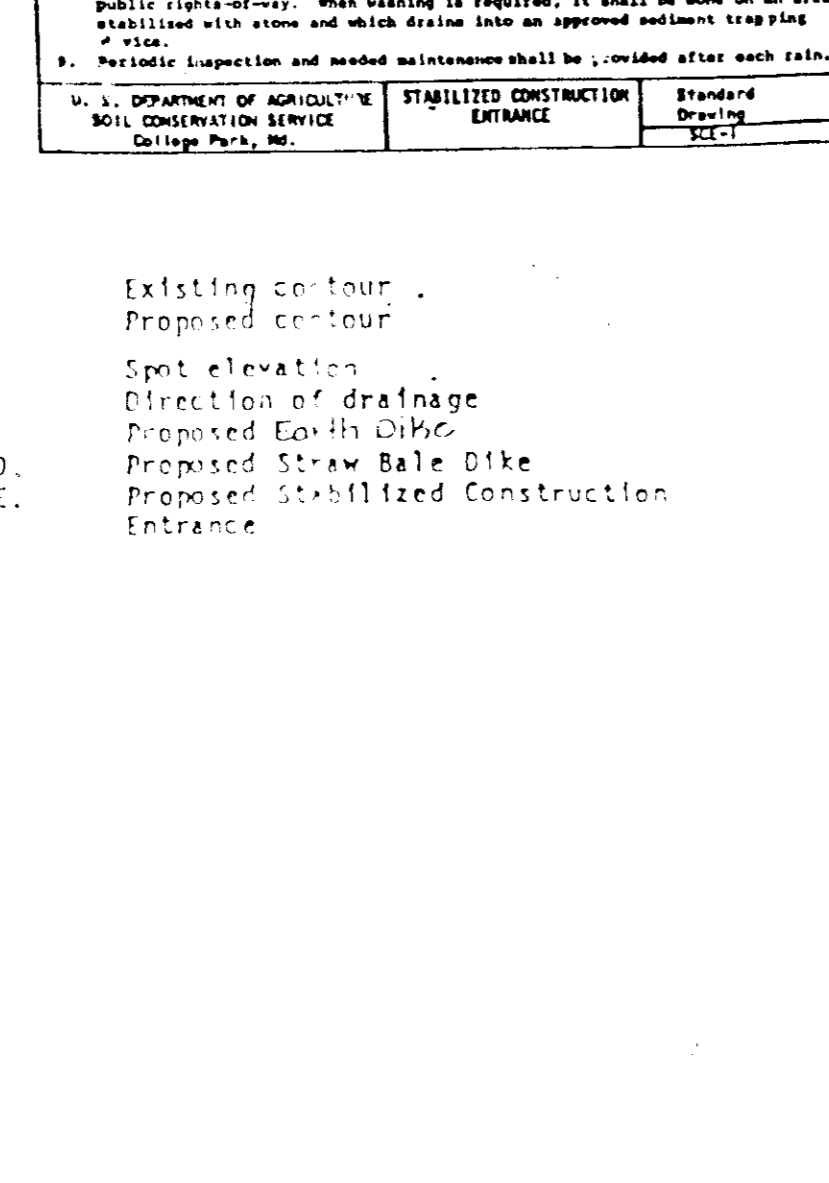 public rights-of-way. When washing is required, it shall be done on an area
stabilized with stone and which drains into an approved sediment trapping
vice.
9. Periodic inspection and needed maintenance shall be provided after each rain.
U. S. DEPARTMENT OF AGRICULTURE
SOIL CONSERVATION SERVICE
College Park, Md.
STABILIZED CONSTRUCTION
ENTRANCE
Standard
Drawing
SCE-1
Existing contour
Proposed contour
Spot elevation
Direction of drainage
Proposed Earth Dike
D. Proposed Straw Bale Dike
E. Proposed Stabilized Construction
Entrance